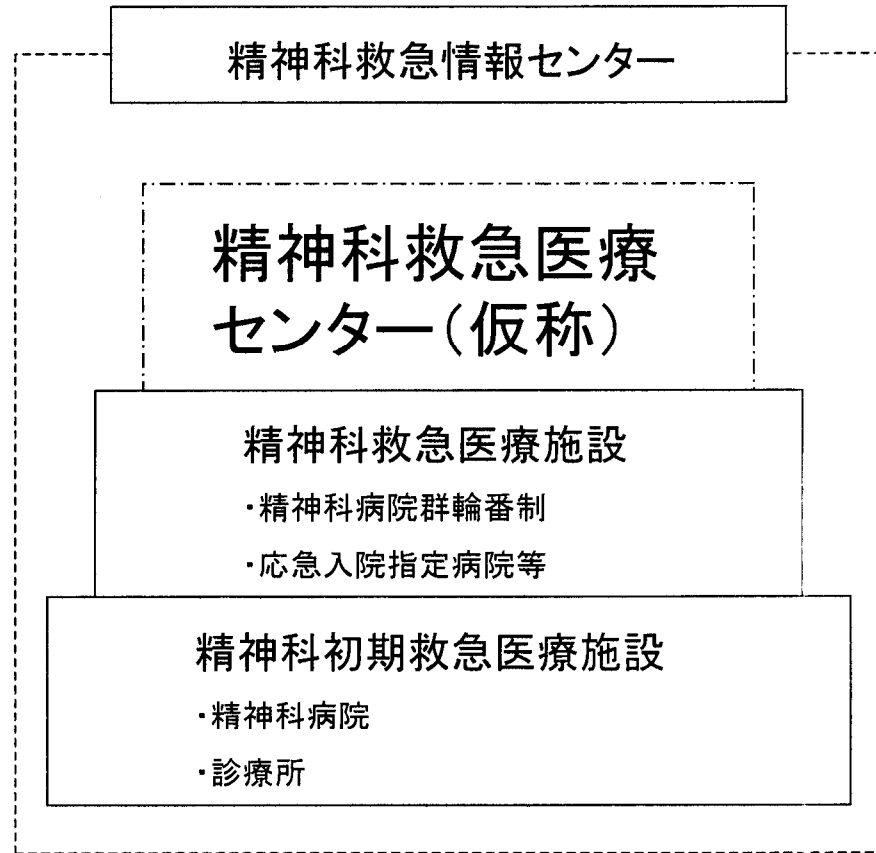 精神科救急情報センター
精神科救急医療
センター(仮称)
精神科救急医療施設
・精神科病院群輪番制
・応急入院指定病院等
精神科初期救急医療施設
・精神科病院
・診療所